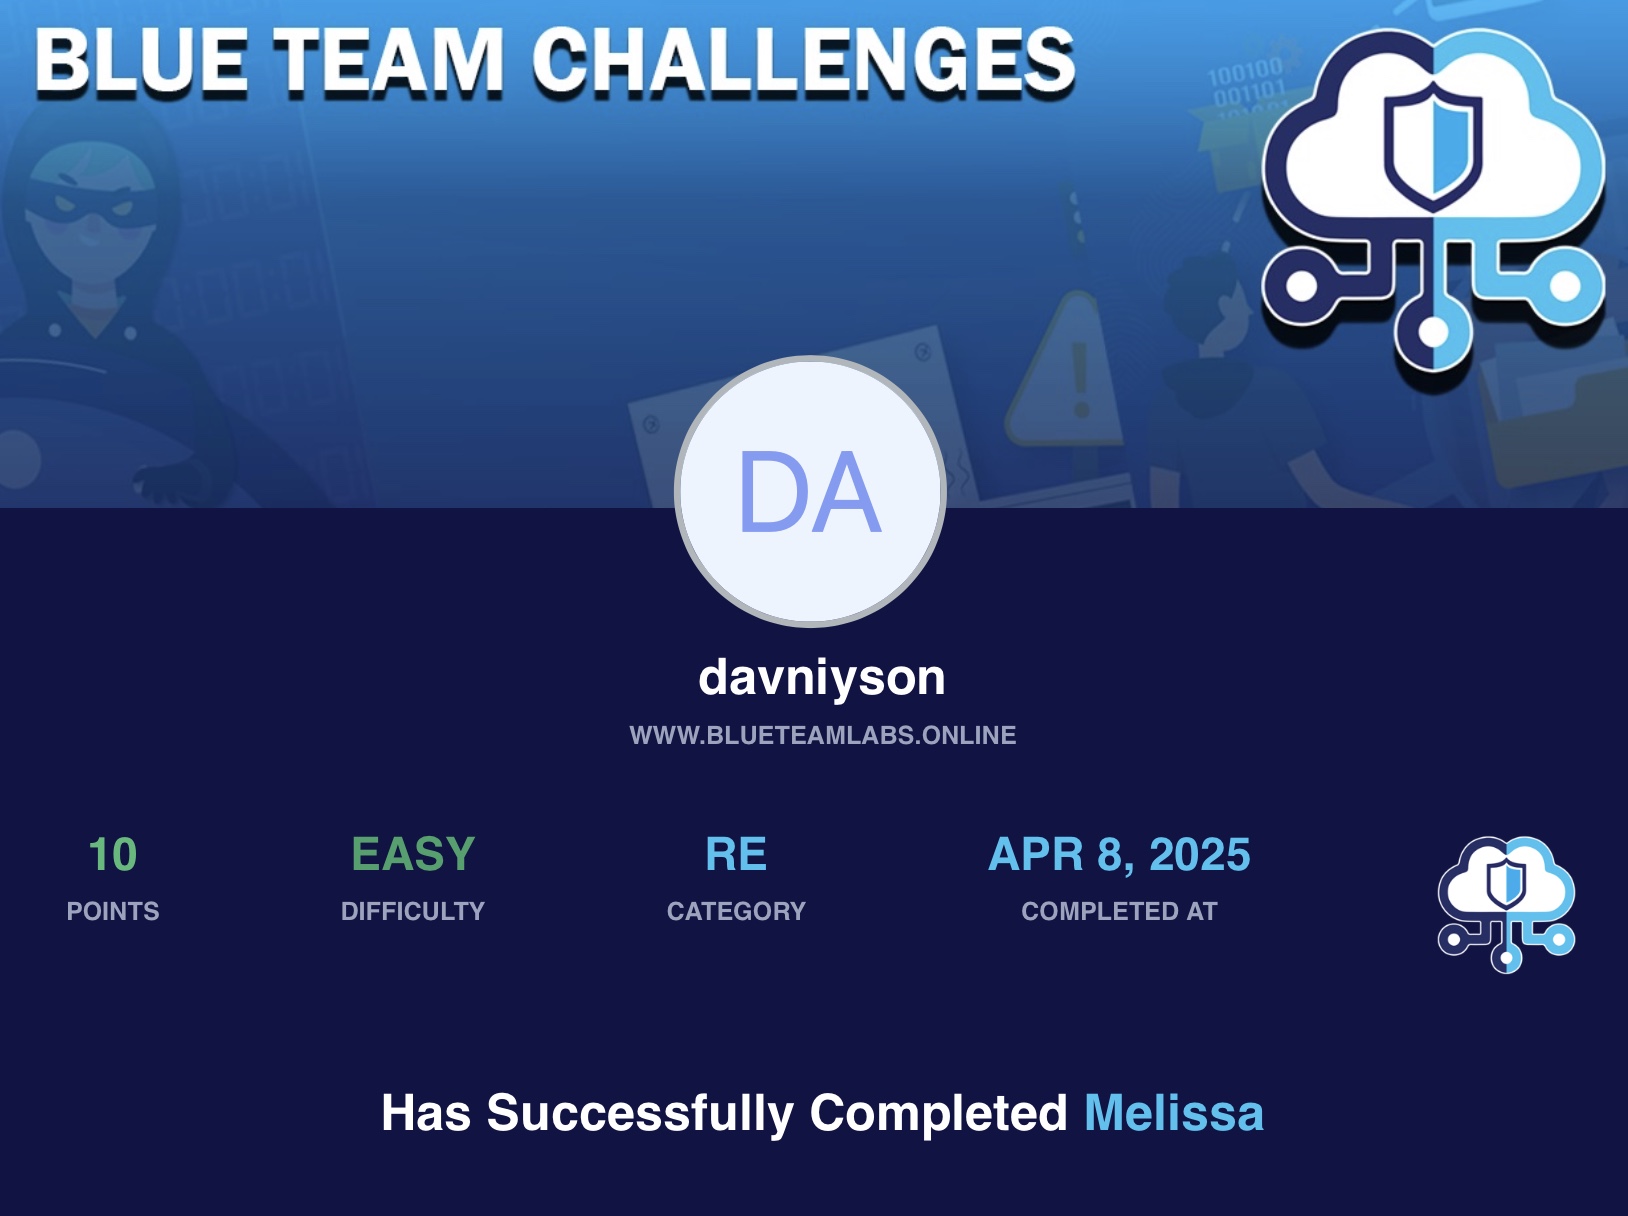 BLUE TEAM CHALLENGES
100100
001101
DA
davniyson
WWW.BLUETEAMLABS.ONLINE
10
POINTS
EASY
DIFFICULTY
RE
CATEGORY
APR 8, 2025
COMPLETED AT
Has Successfully Completed Melissa